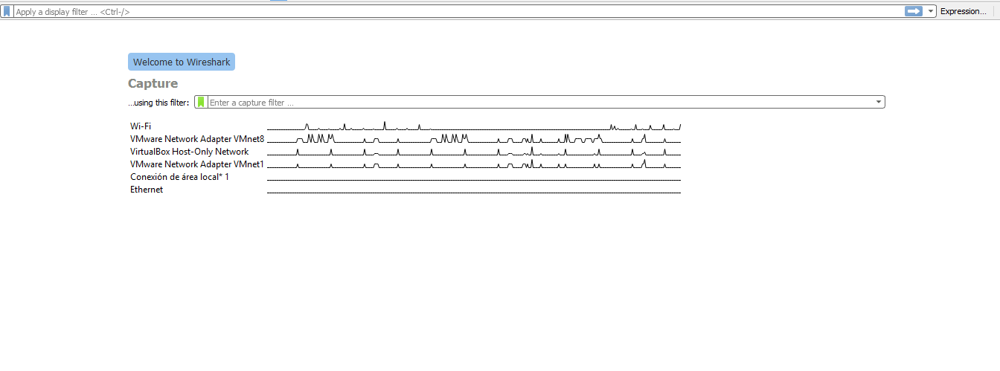 Apply a display filter ... <Ctrl-/> Expression...
Welcome to Wireshark
Capture
...using this filter: Enter a capture filter ...
Wi-Fi
VMware Network Adapter VMnet8
VirtualBox Host-Only Network
VMware Network Adapter VMnet1
Conexión de área local* 1
Ethernet